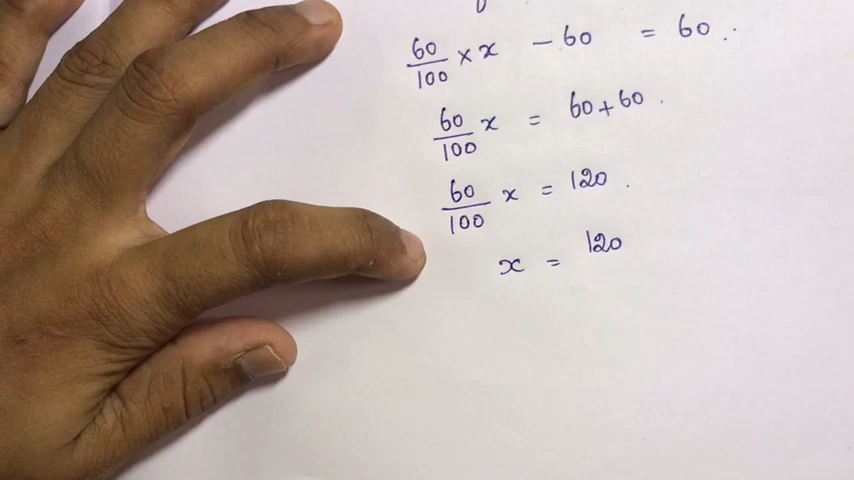 60/100 × x - 60 = 60.
60/100 x = 60+60.
60/100 x = 120.
x = 120